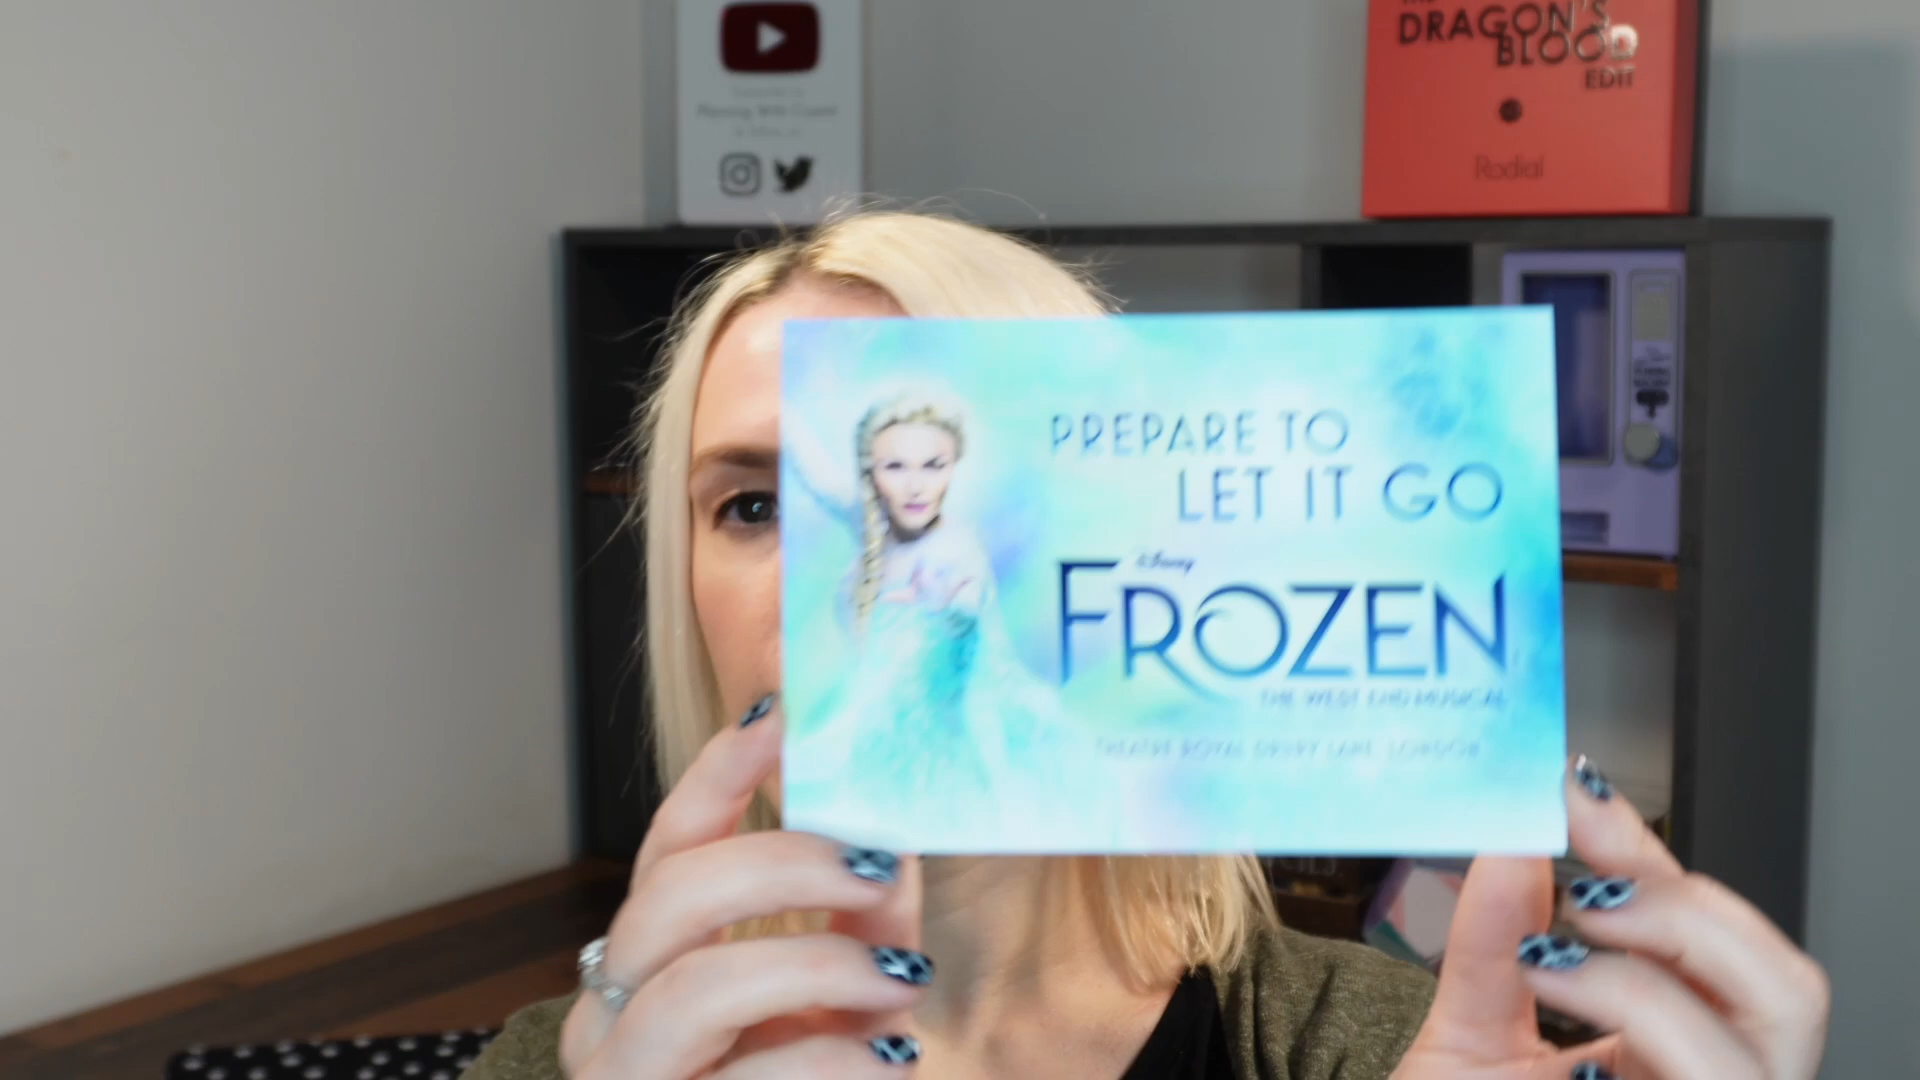 DRAGON'S
BLOOD
EDIT
Rodial
PREPARE TO
LET IT GO
Disney
FROZEN
THE WEST END MUSICAL
THEATRE ROYAL DRURY LANE, LONDON